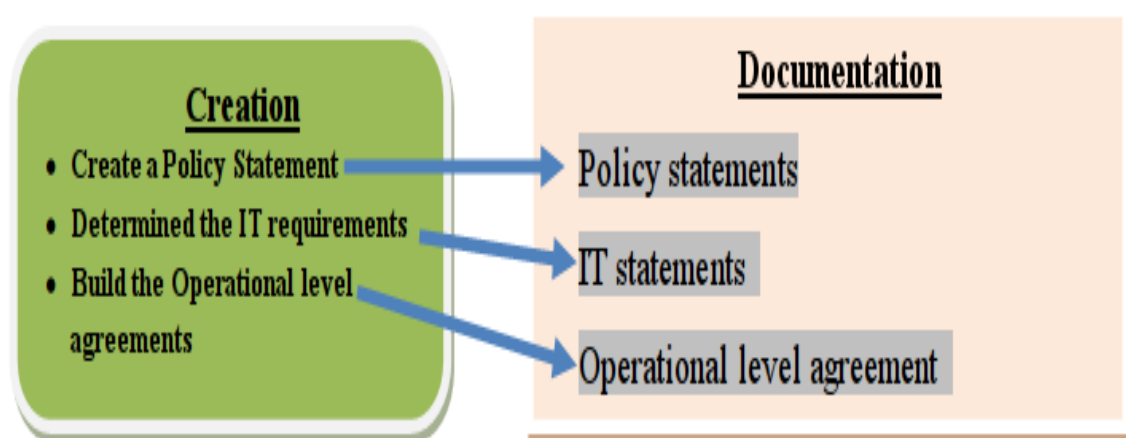 Creation
• Create a Policy Statement
• Determined the IT requirements
• Build the Operational level
agreements
Documentation
Policy statements
IT statements
Operational level agreement